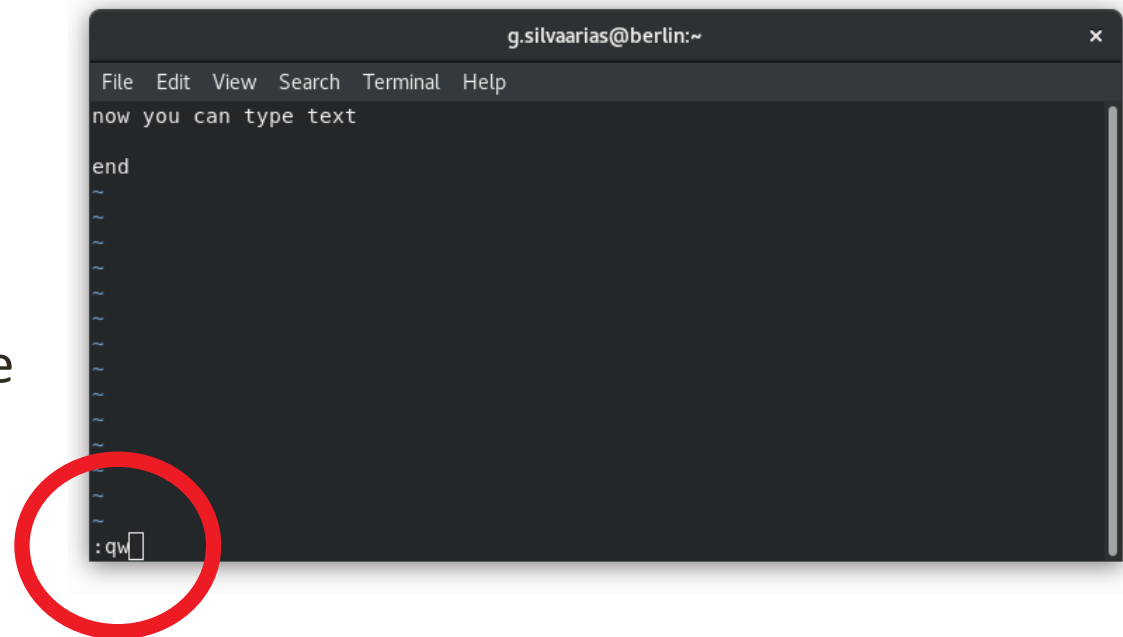 g.silvaarias@berlin:~ ×
File Edit View Search Terminal Help
now you can type text
end
~
~
~
~
~
~
~
e
~
~
~
~
~
~
~
:qw